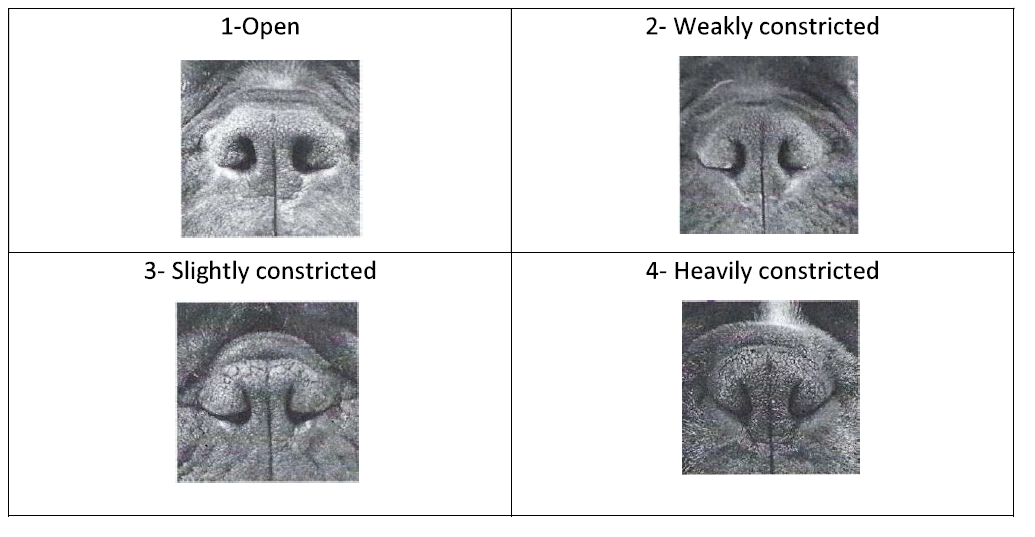 1-Open
2- Weakly constricted
3- Slightly constricted
4- Heavily constricted